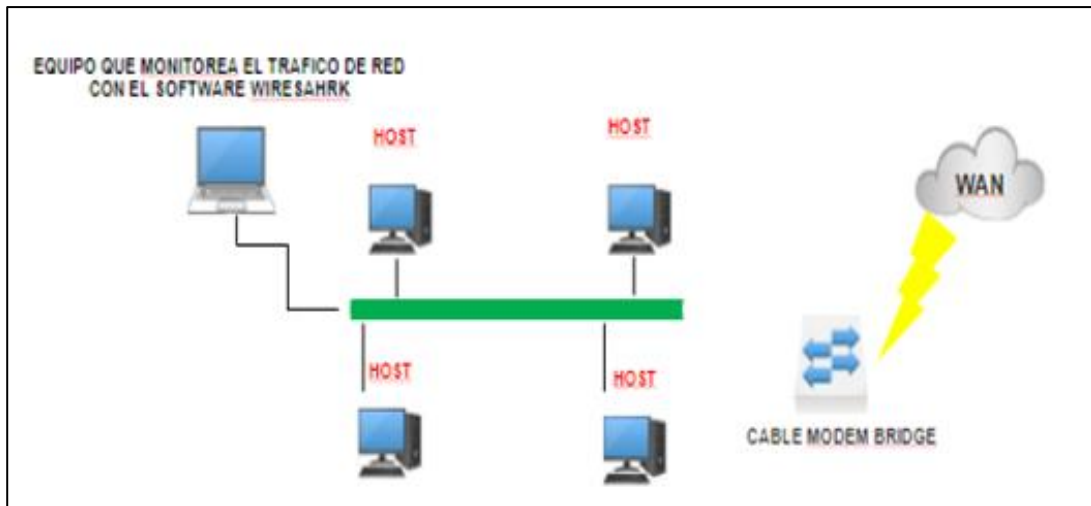 EQUIPO QUE MONITOREA EL TRAFICO DE RED
CON EL SOFTWARE WIRESAHRK
HOST
HOST
WAN
HOST
HOST
CABLE MODEM BRIDGE